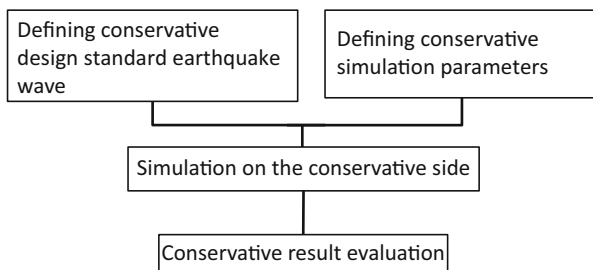 Defining conservative
design standard earthquake
wave
Defining conservative
simulation parameters
Simulation on the conservative side
Conservative result evaluation